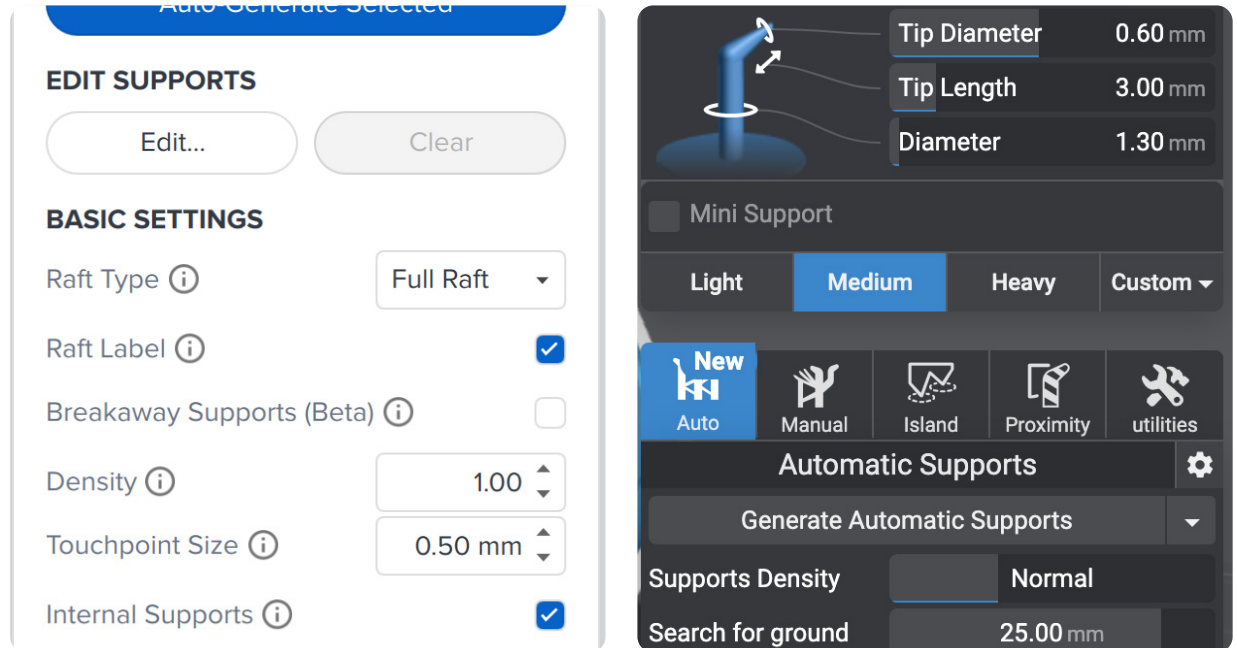 Auto-Generate Selected
EDIT SUPPORTS
Edit...
Clear
BASIC SETTINGS
Raft Type
Full Raft
Raft Label
Breakaway Supports (Beta)
Density
1.00
Touchpoint Size
0.50 mm
Internal Supports
Tip Diameter 0.60 mm
Tip Length 3.00 mm
Diameter 1.30 mm
Mini Support
Light
Medium
Heavy
Custom
New
Auto
Manual
Island
Proximity
utilities
Automatic Supports
Generate Automatic Supports
Supports Density Normal
Search for ground 25.00 mm